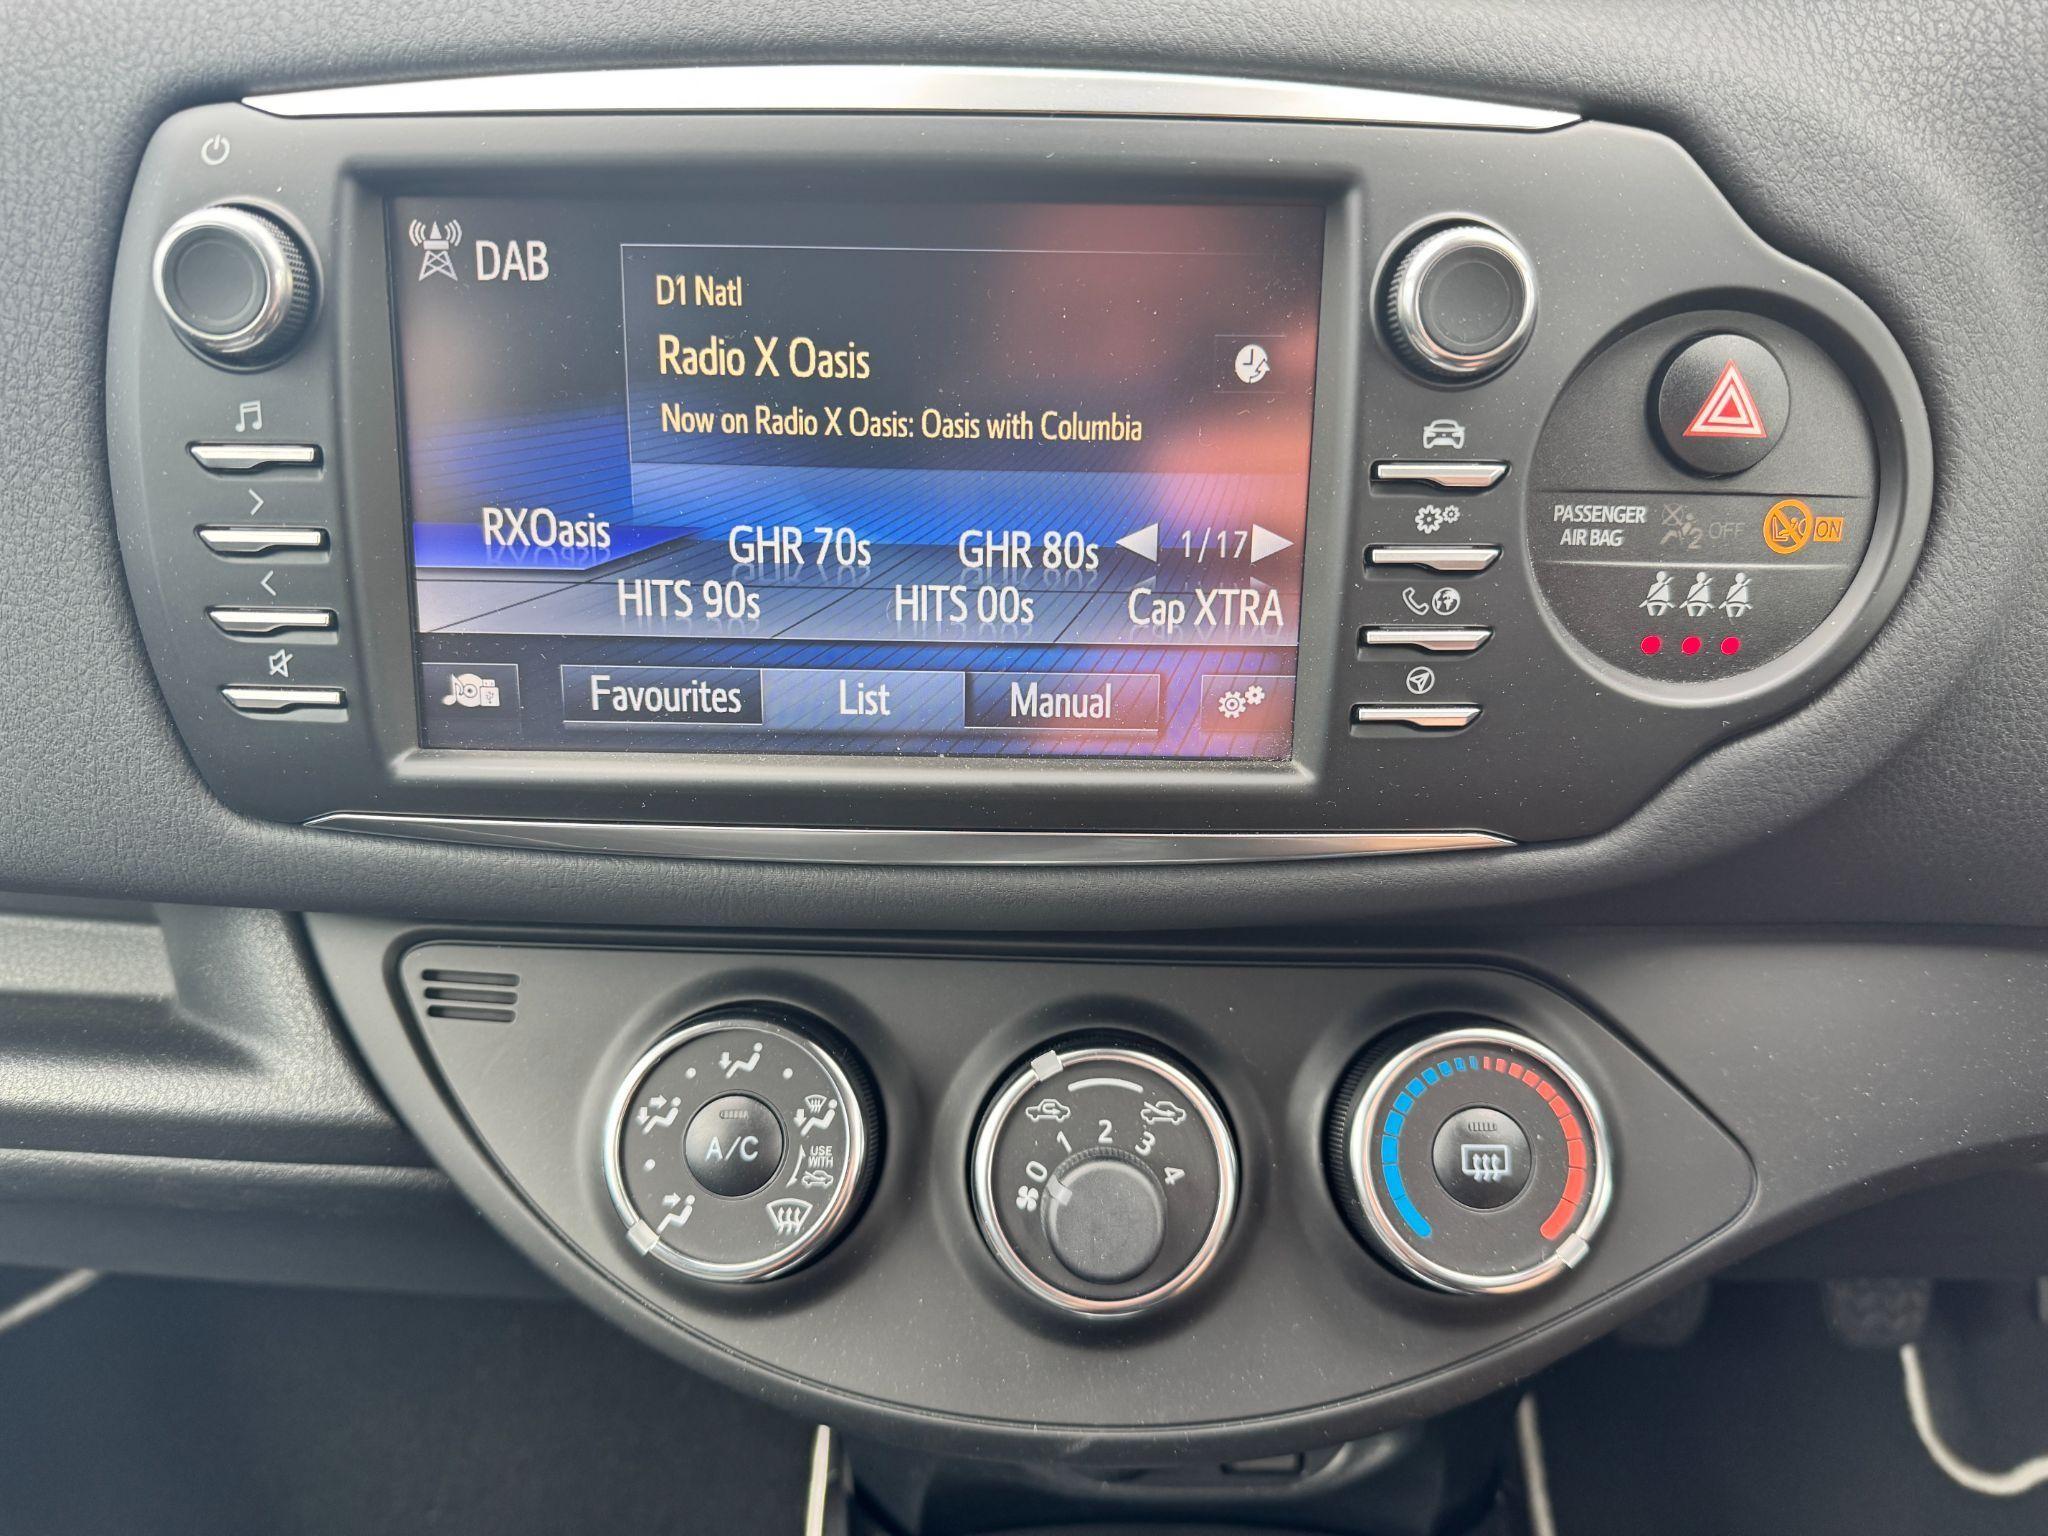 DAB
D1 Natl
Radio X Oasis
Now on Radio X Oasis: Oasis with Columbia
RXOasis GHR 70s GHR 80s 1/17
HITS 90s HITS 00s Cap XTRA
Favourites List Manual
PASSENGER
AIR BAG
2 OFF
ON
A/C
USE
WITH
0 1 2 3 4